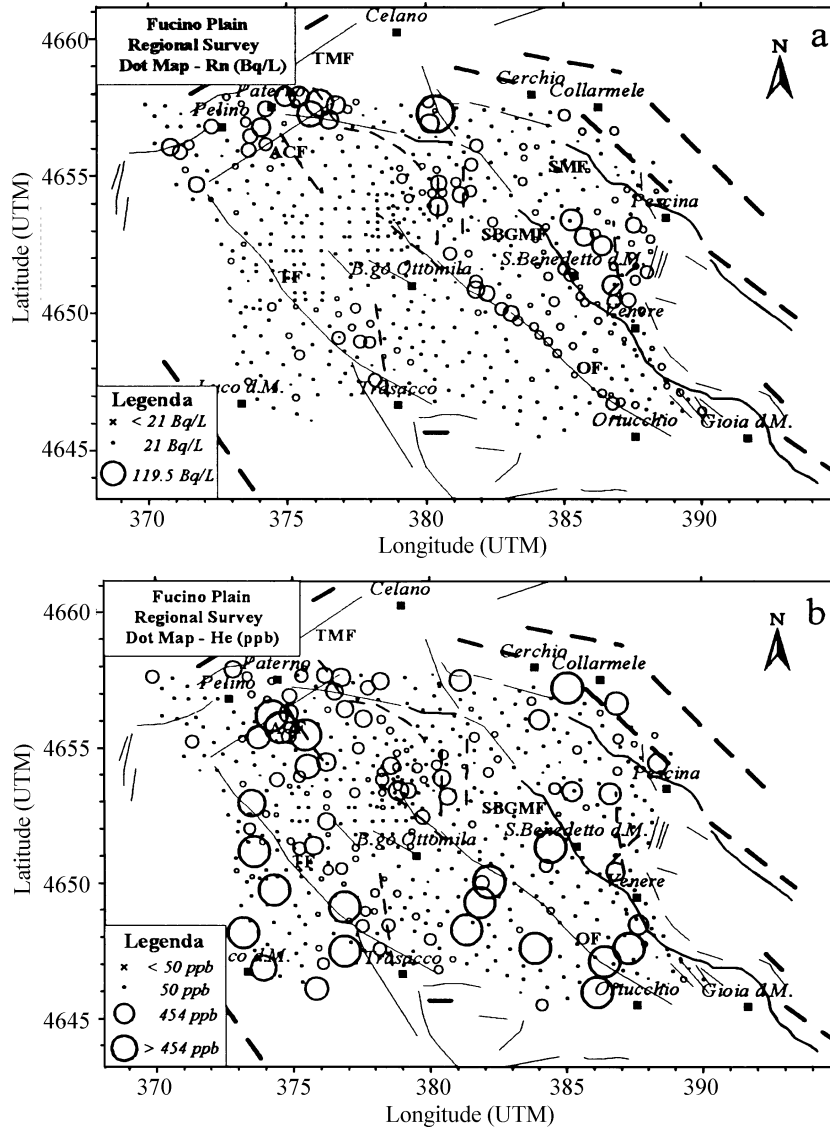 a
Fucino Plain
Regional Survey
Dot Map - Rn (Bq/L)
Celano
TMF
N
Cerchio
Collarmele
Paterno
Pelino
ACF
SMF
Pescina
SBGMF
S.Benedetto d.M.
TF
B.go Ottomila
Venere
OF
Luco d.M.
Trasacco
Ortucchio
Gioia d.M.
Legenda
< 21 Bq/L
21 Bq/L
119.5 Bq/L
4660
4655
4650
4645
Latitude (UTM)
370 375 380 385 390
Longitude (UTM)
b
Fucino Plain
Regional Survey
Dot Map - He (ppb)
Celano
TMF
N
Cerchio
Collarmele
Paterno
Pelino
ACF
Pescina
SBGMF
S.Benedetto d.M.
B.go Ottomila
TF
Venere
OF
co d.M.
Trasacco
Ortucchio
Gioia d.M.
Legenda
< 50 ppb
50 ppb
454 ppb
> 454 ppb
4660
4655
4650
4645
Latitude (UTM)
370 375 380 385 390
Longitude (UTM)